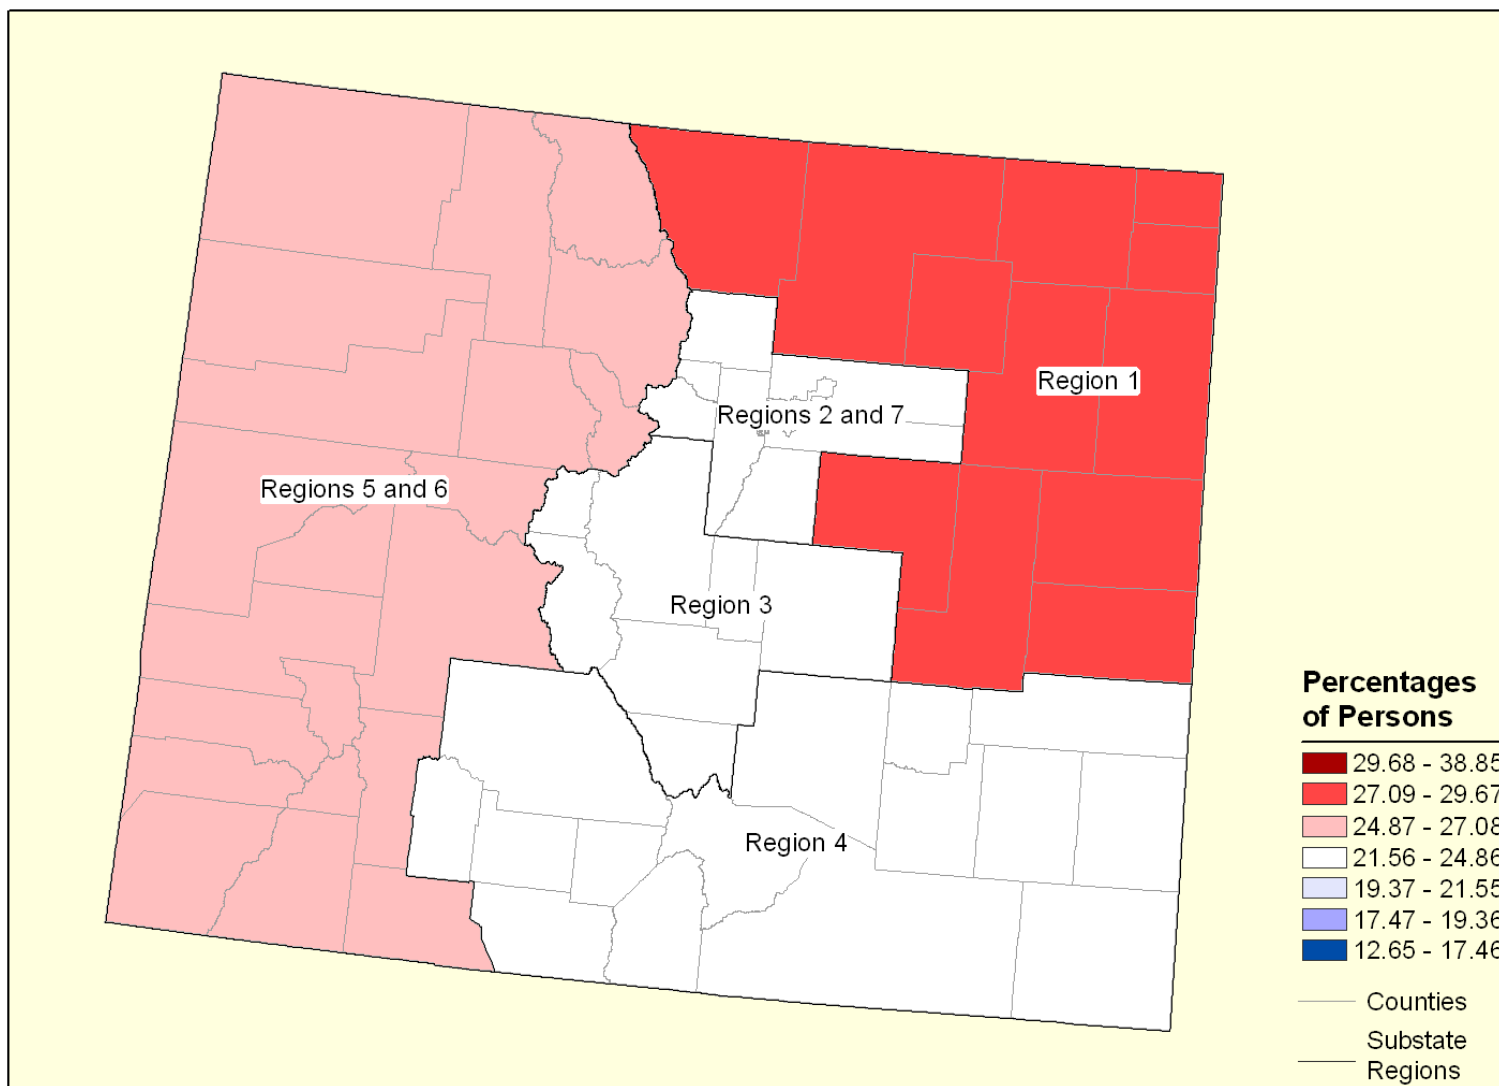 Region 1
Regions 2 and 7
Regions 5 and 6
Region 3
Region 4
Percentages
of Persons
29.68 - 38.85
27.09 - 29.67
24.87 - 27.08
21.56 - 24.86
19.37 - 21.55
17.47 - 19.36
12.65 - 17.46
Counties
Substate
Regions